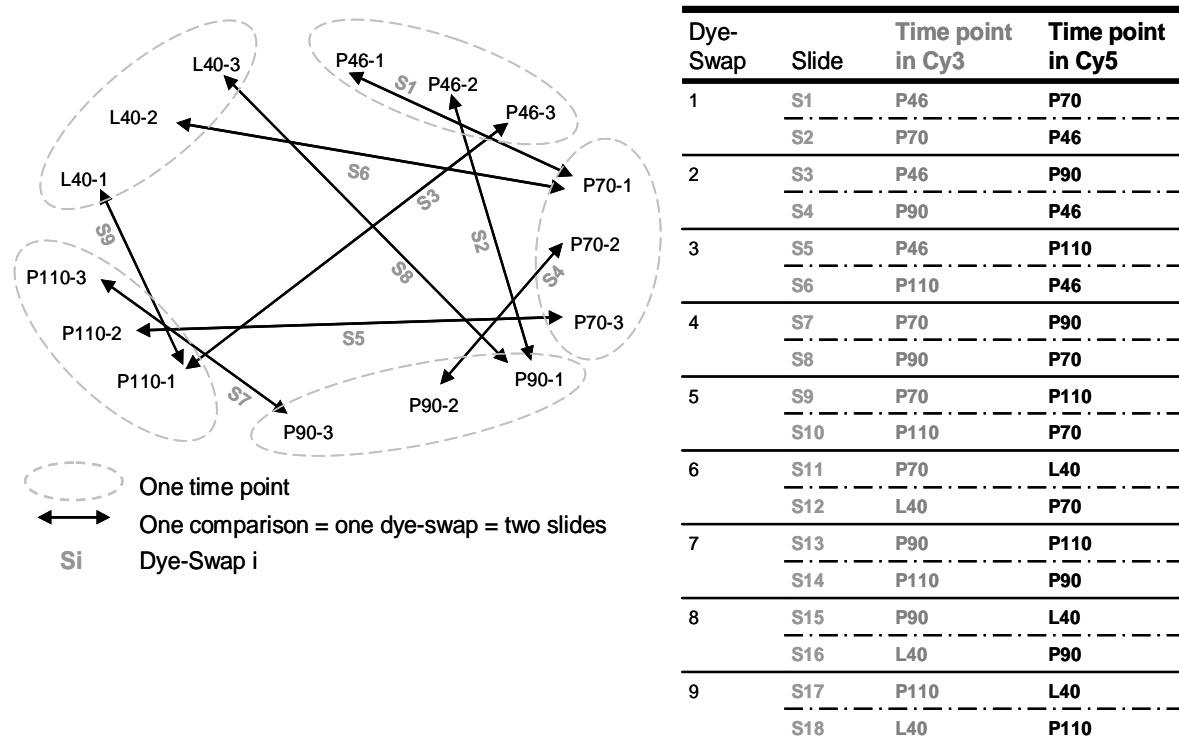 L40-3
P46-1
S1
P46-2
P46-3
L40-2
S6
L40-1
S3
P70-1
S9
S2
P70-2
P110-3
S8
S4
P110-2
S5
P70-3
P110-1
S7
P90-1
P90-2
P90-3
One time point
One comparison = one dye-swap = two slides
Si Dye-Swap i
Dye-Swap Slide Time point in Cy3 Time point in Cy5
1 S1 P46 P70
S2 P70 P46
2 S3 P46 P90
S4 P90 P46
3 S5 P46 P110
S6 P110 P46
4 S7 P70 P90
S8 P90 P70
5 S9 P70 P110
S10 P110 P70
6 S11 P70 L40
S12 L40 P70
7 S13 P90 P110
S14 P110 P90
8 S15 P90 L40
S16 L40 P90
9 S17 P110 L40
S18 L40 P110